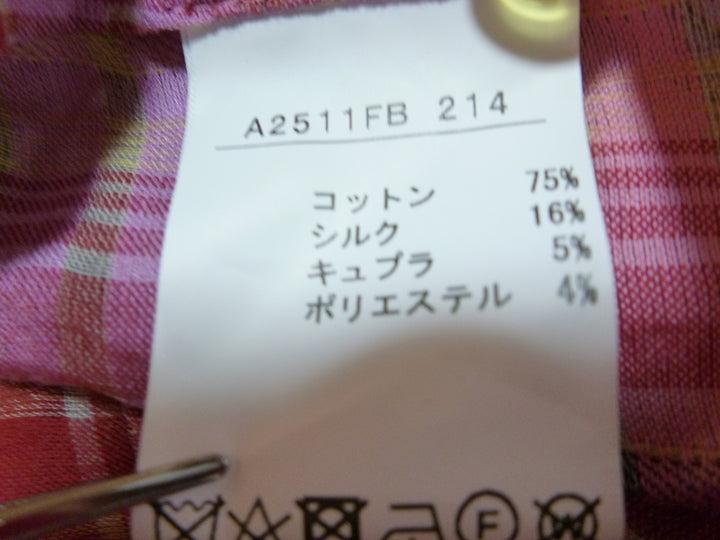 A2511FB 214
コットン 75%
シルク 16%
キュプラ 5%
ポリエステル 4%
F W